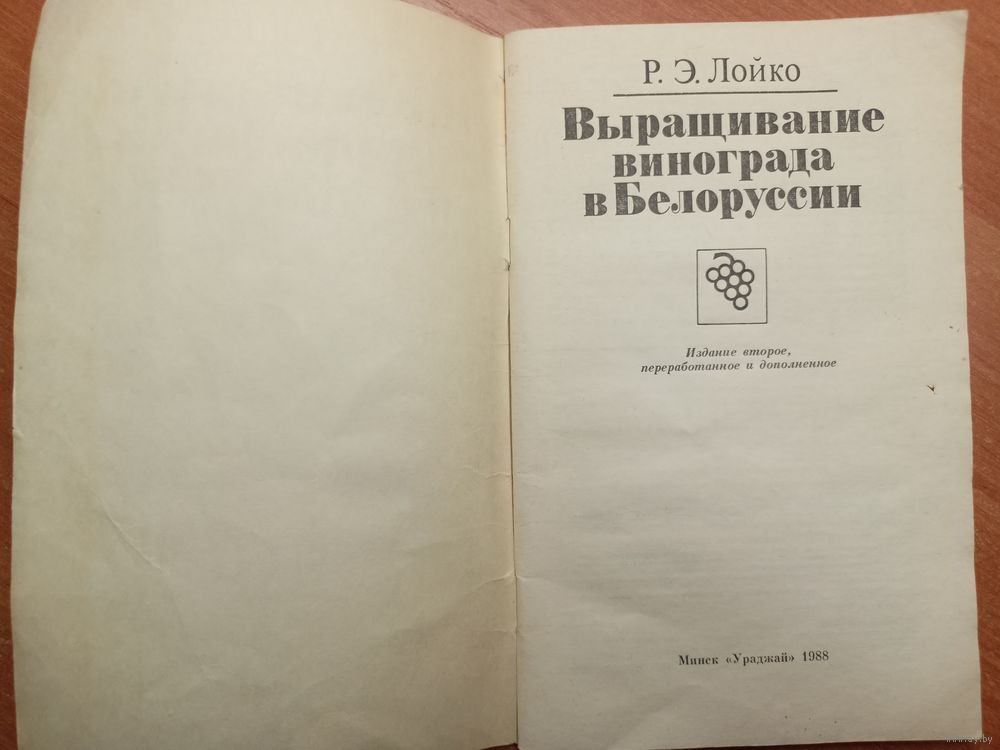 Р. Э. Лойко
Выращивание
винограда
в Белоруссии
Издание второе,
переработанное и дополненное
Минск «Ураджай» 1988